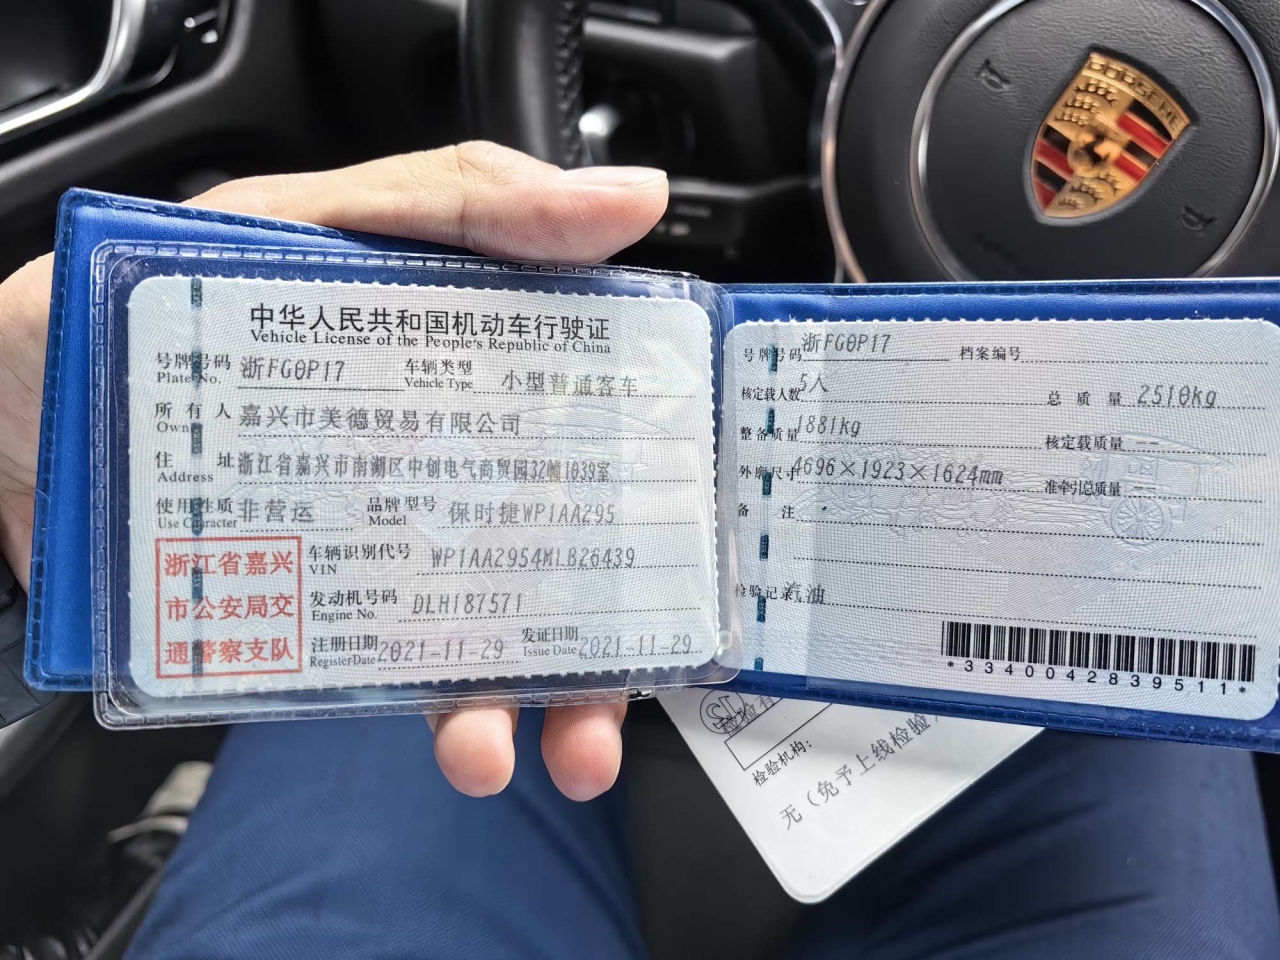 PORSCHE
中华人民共和国机动车行驶证
Vehicle License of the People's Republic of China
号牌号码 浙FG0P17 车辆类型 小型普通客车
Plate No. Vehicle Type
所有人 嘉兴市美德贸易有限公司
Owner
住址 浙江省嘉兴市南湖区中创电气商贸园32幢1039室
Address
使用性质 非营运 品牌型号 保时捷WP1AA295
Use Character Model
浙江省嘉兴
市公安局交
通警察支队
车辆识别代号 WP1AA2954MLB26439
VIN
发动机号码 DLH187571
Engine No.
注册日期 2021-11-29 发证日期 2021-11-29
Register Date Issue Date
号牌号码 浙FG0P17 档案编号
核定载人数 5人 总质量 2510kg
整备质量 1881kg 核定载质量 --
外廓尺寸 4696×1923×1624mm 准牵引总质量 --
备注
检验记录 汽油
*3340042839511*
检验有
检验机构:
无(免予上线检验)